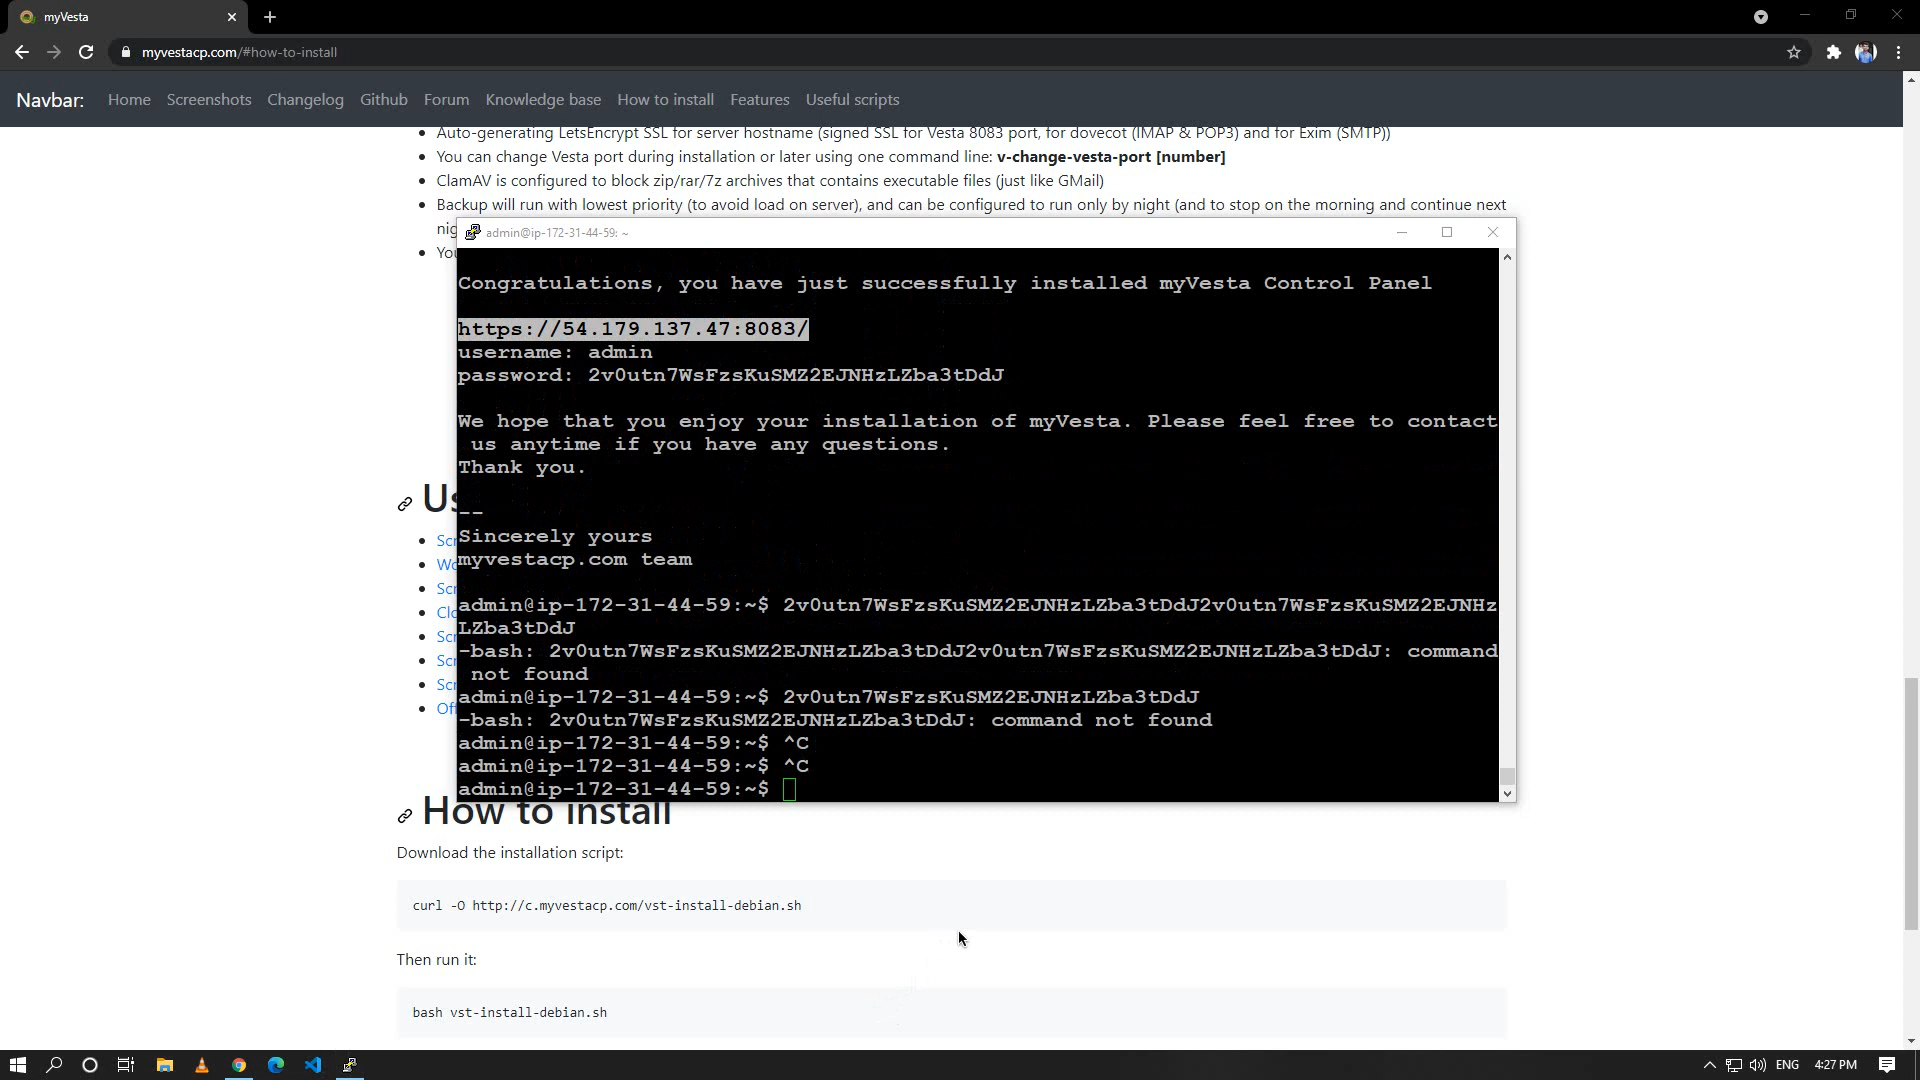 myVesta
myvestacp.com/#how-to-install
Navbar: Home Screenshots Changelog Github Forum Knowledge base How to install Features Useful scripts
Auto-generating LetsEncrypt SSL for server hostname (signed SSL for Vesta 8083 port, for dovecot (IMAP & POP3) and for Exim (SMTP))
You can change Vesta port during installation or later using one command line: v-change-vesta-port [number]
ClamAV is configured to block zip/rar/7z archives that contains executable files (just like GMail)
Backup will run with lowest priority (to avoid load on server), and can be configured to run only by night (and to stop on the morning and continue next
nig
You
admin@ip-172-31-44-59: ~
Congratulations, you have just successfully installed myVesta Control Panel
https://54.179.137.47:8083/
username: admin
password: 2v0utn7WsFzsKuSMZ2EJNHzLZba3tDdJ
We hope that you enjoy your installation of myVesta. Please feel free to contact
us anytime if you have any questions.
Thank you.
--
Sincerely yours
myvestacp.com team
admin@ip-172-31-44-59:~$ 2v0utn7WsFzsKuSMZ2EJNHzLZba3tDdJ2v0utn7WsFzsKuSMZ2EJNHz
LZba3tDdJ
-bash: 2v0utn7WsFzsKuSMZ2EJNHzLZba3tDdJ2v0utn7WsFzsKuSMZ2EJNHzLZba3tDdJ: command
not found
admin@ip-172-31-44-59:~$ 2v0utn7WsFzsKuSMZ2EJNHzLZba3tDdJ
-bash: 2v0utn7WsFzsKuSMZ2EJNHzLZba3tDdJ: command not found
admin@ip-172-31-44-59:~$ ^C
admin@ip-172-31-44-59:~$ ^C
admin@ip-172-31-44-59:~$
Us
Scr
Wo
Scr
Clo
Scr
Scr
Scr
Off
How to install
Download the installation script:
curl -O http://c.myvestacp.com/vst-install-debian.sh
Then run it:
bash vst-install-debian.sh
ENG 4:27 PM